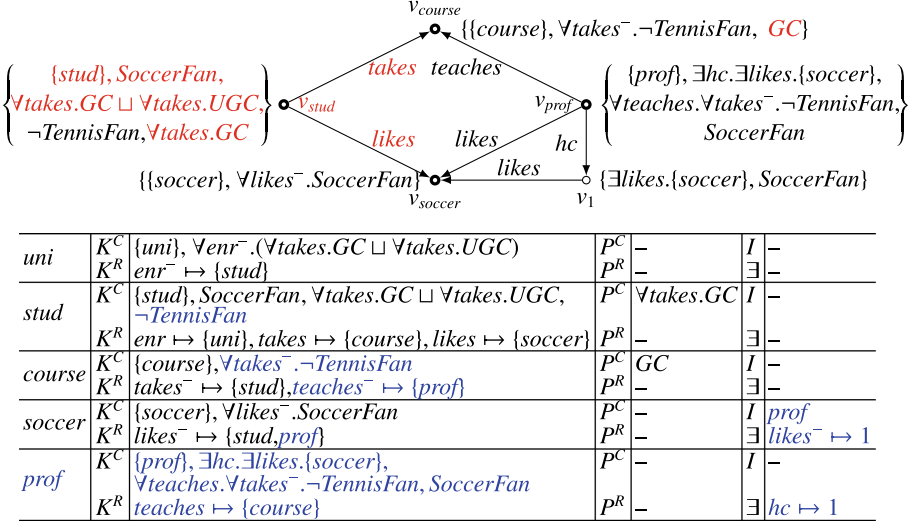 v_course
{{course}, ∀takes⁻.¬TennisFan, GC}
{stud}, SoccerFan,
∀takes.GC ⊔ ∀takes.UGC,
¬TennisFan, ∀takes.GC
takes teaches
v_stud
v_prof
{prof}, ∃hc.∃likes.{soccer},
∀teaches.∀takes⁻.¬TennisFan,
SoccerFan
likes likes hc
{{soccer}, ∀likes⁻.SoccerFan}
likes
{∃likes.{soccer}, SoccerFan}
v_soccer
v_1
uni K^C {uni}, ∀enr⁻.(∀takes.GC ⊔ ∀takes.UGC) P^C – I –
K^R enr⁻ ↦ {stud} P^R – ∃ –
stud K^C {stud}, SoccerFan, ∀takes.GC ⊔ ∀takes.UGC, P^C ∀takes.GC I –
¬TennisFan
K^R enr ↦ {uni}, takes ↦ {course}, likes ↦ {soccer} P^R – ∃ –
course K^C {course},∀takes⁻.¬TennisFan P^C GC I –
K^R takes⁻ ↦ {stud},teaches⁻ ↦ {prof} P^R – ∃ –
soccer K^C {soccer}, ∀likes⁻.SoccerFan P^C – I prof
K^R likes⁻ ↦ {stud,prof} P^R – ∃ likes⁻ ↦ 1
prof K^C {prof}, ∃hc.∃likes.{soccer}, P^C – I –
∀teaches.∀takes⁻.¬TennisFan, SoccerFan
K^R teaches ↦ {course} P^R – ∃ hc ↦ 1